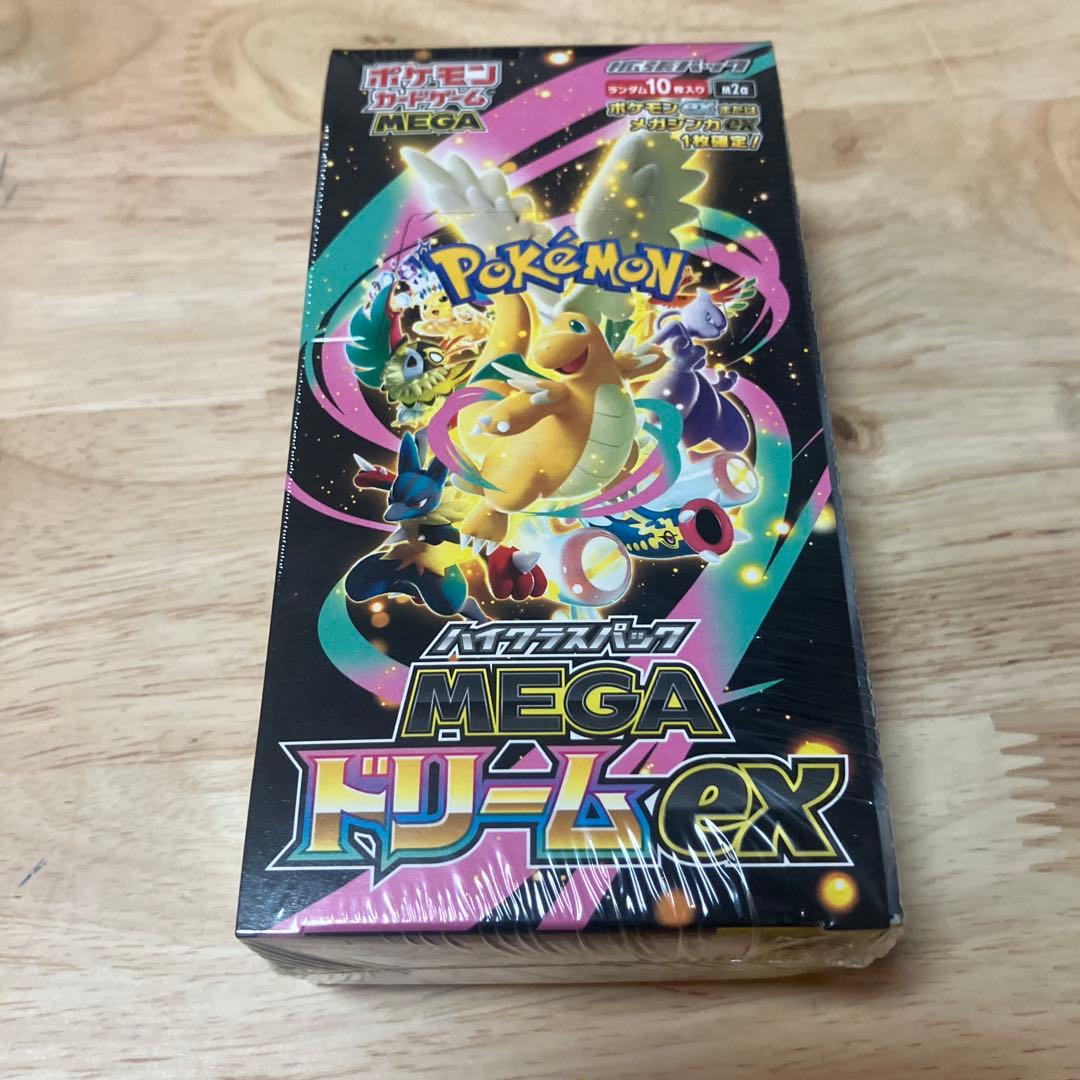 ポケモン
カードゲーム
MEGA
拡張パック
ランダム10枚入り M2a
ポケモンexまたは
メガシンカex
1枚確定!
POKéMON
ハイクラスパック
MEGA
ドリームex